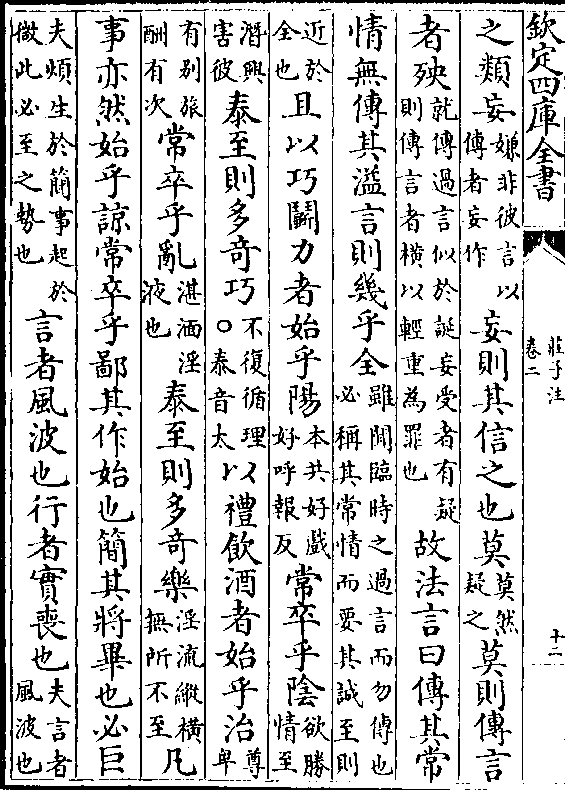 欽定四庫全書
莊子注
卷二
十二
之類妄嫌非彼言以傳者妄作妄則其信之也莫莫然疑之莫則傳言
者殃就傳過言似於誕妄受者有疑則傳言者橫以輕重為罪也故法言曰傳其常
情無傳其溢言則幾乎全雖聞臨時之過言而勿傳也必稱其常情而要其誠至則
近於全也且以巧鬭力者始乎陽本共好戲好呼報反常卒乎陰欲勝情至
潛興害彼泰至則多奇巧不復循理○泰音太以禮飲酒者始乎治尊卑
有别旅酬有次常卒乎亂湛湎淫液也泰至則多奇樂淫流縱橫無所不至凡
事亦然始乎諒常卒乎鄙其作始也簡其將畢也必巨
夫煩生於簡事起於微此必至之勢也言者風波也行者實喪也夫言者風波也